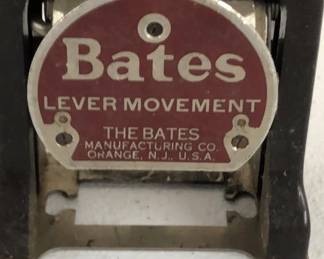 Bates
LEVER MOVEMENT
THE BATES
MANUFACTURING CO.
ORANGE, N.J., U.S.A.